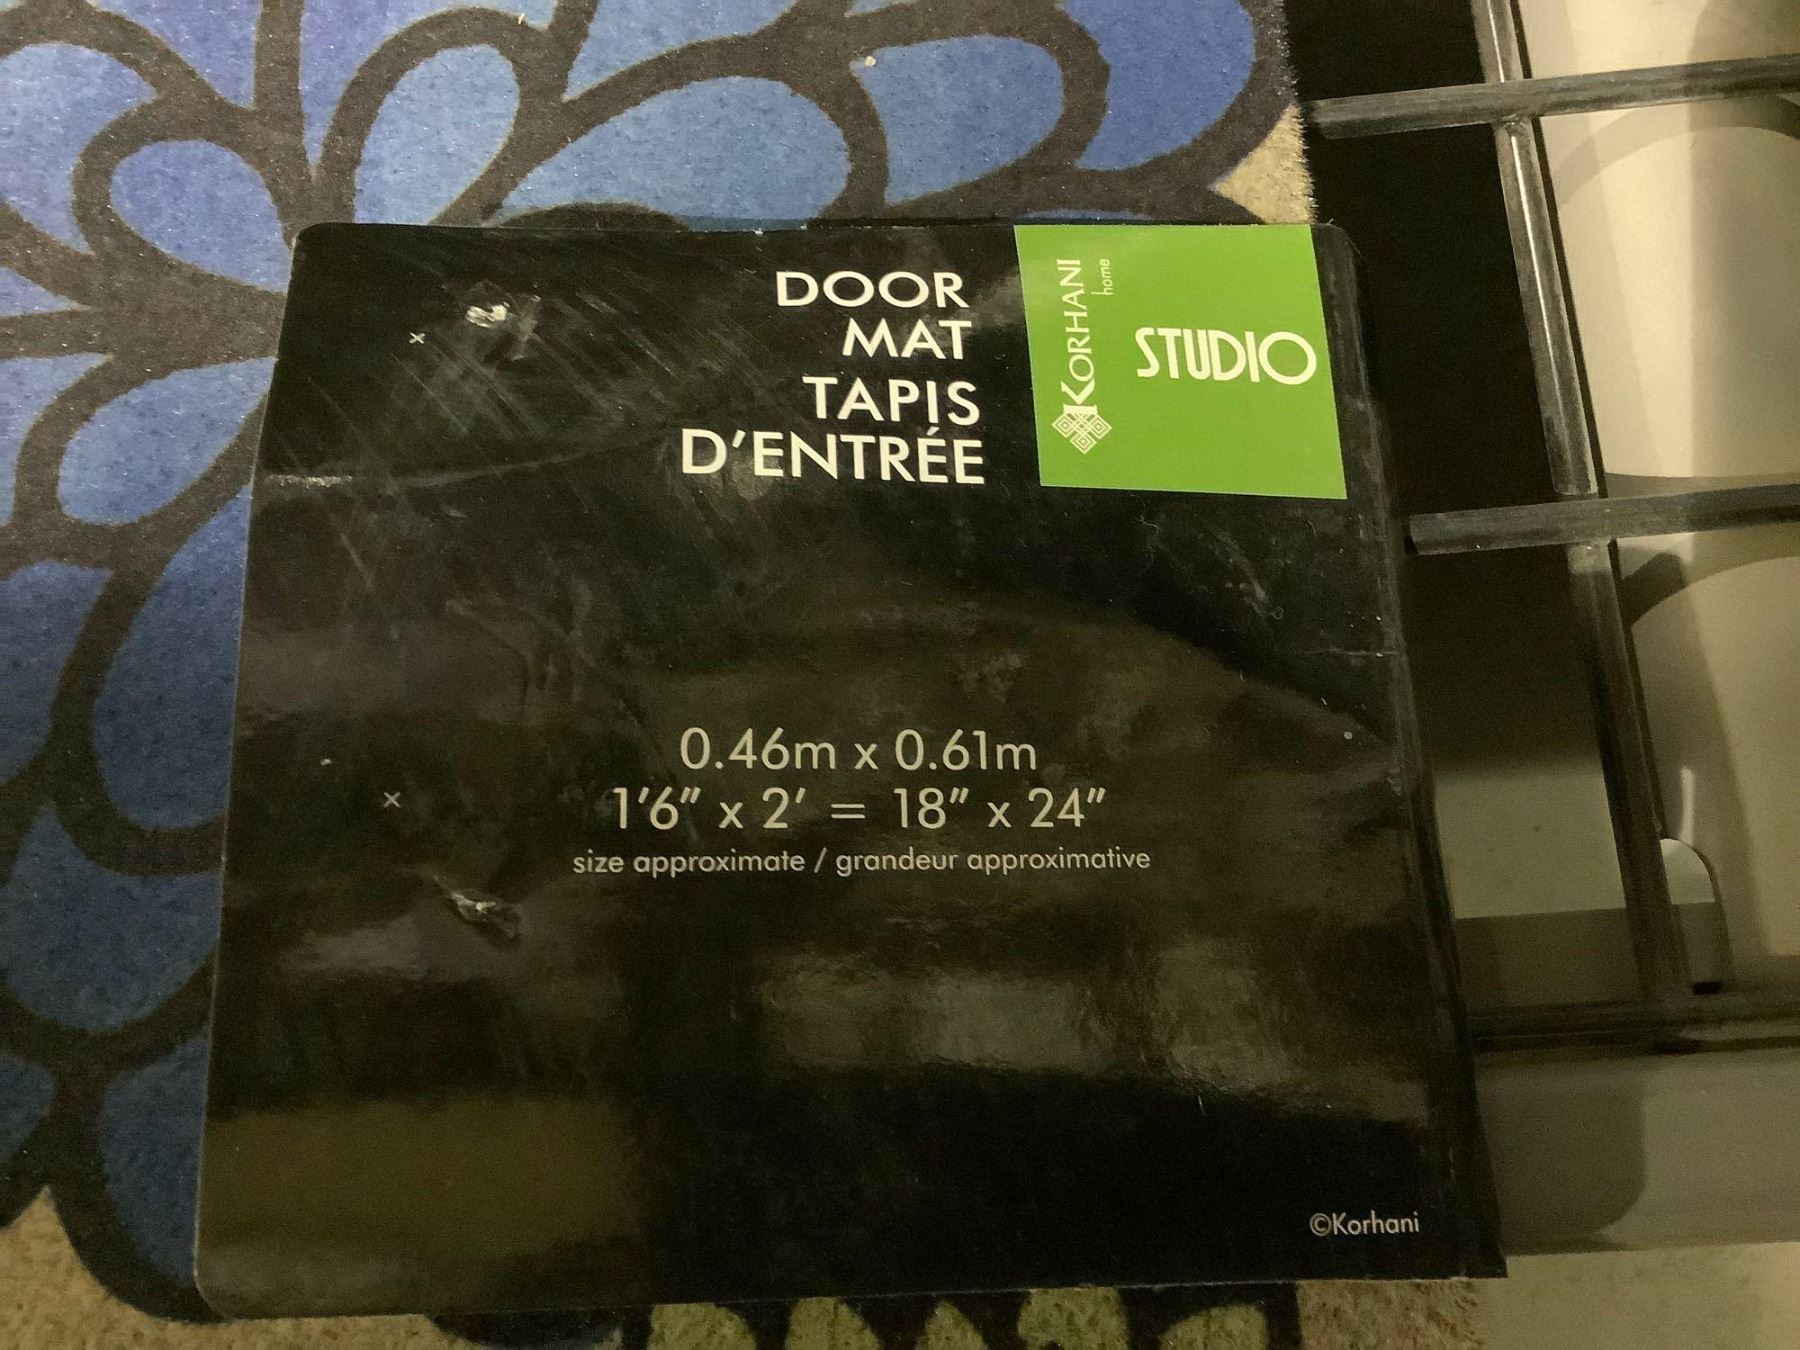 DOOR
MAT
TAPIS
D'ENTRÉE
KORHANI
home
STUDIO
0.46m x 0.61m
1'6" x 2' = 18" x 24"
size approximate / grandeur approximative
©Korhani